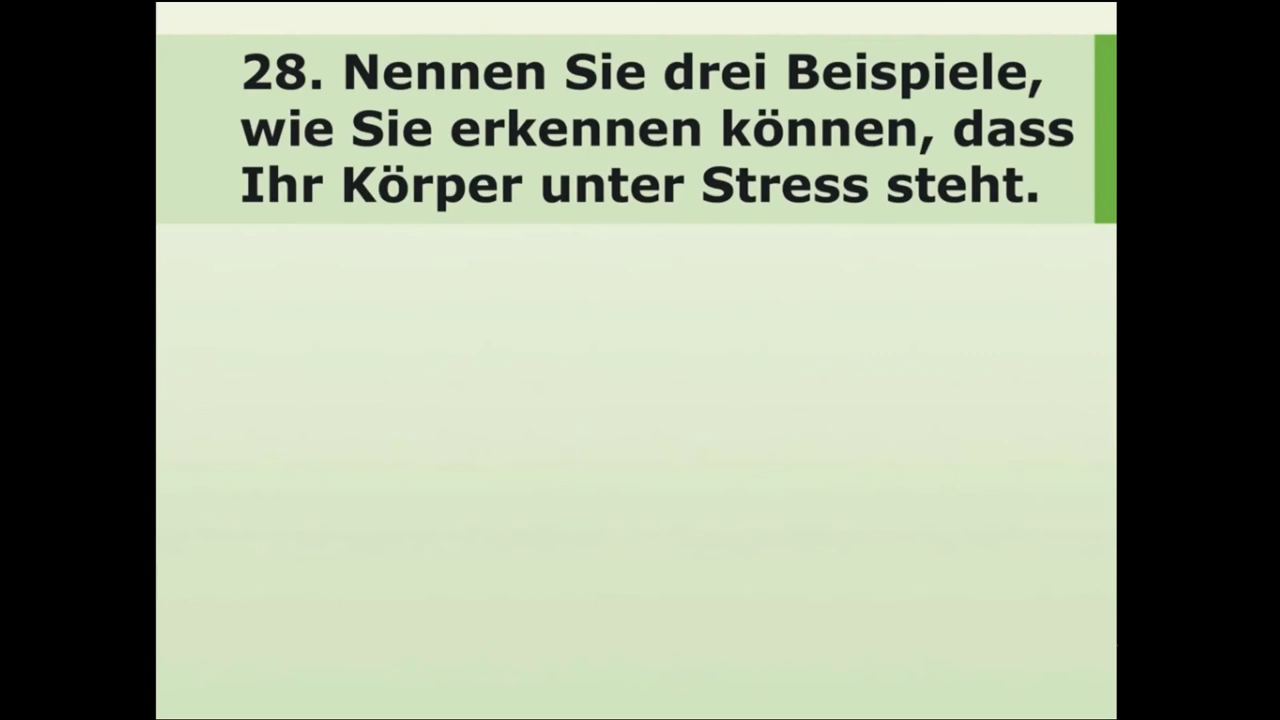 28. Nennen Sie drei Beispiele,
wie Sie erkennen können, dass
Ihr Körper unter Stress steht.